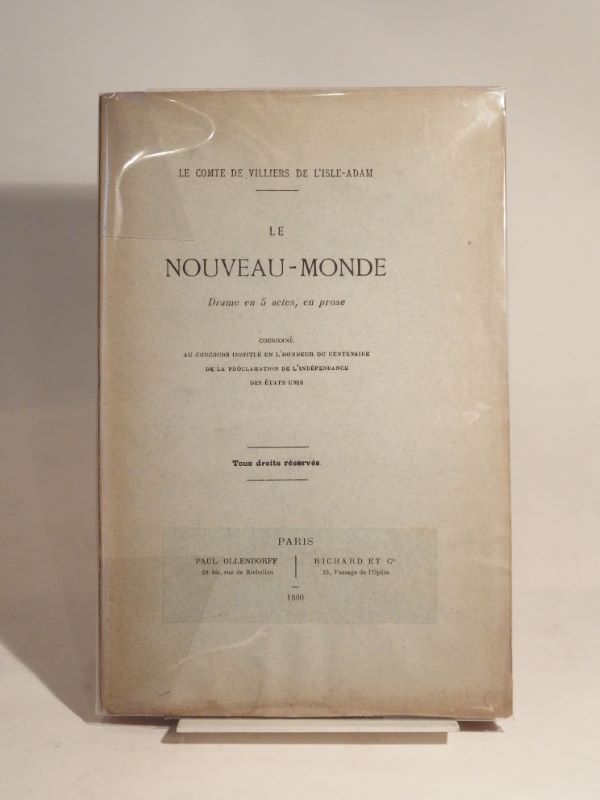 LE COMTE DE VILLIERS DE L'ISLE-ADAM
LE
NOUVEAU-MONDE
Drame en 5 actes, en prose
COURONNÉ
AU CONCOURS INSTITUÉ EN L'HONNEUR DU CENTENAIRE
DE LA PROCLAMATION DE L'INDÉPENDANCE
DES ÉTATS-UNIS
Tous droits réservés.
PARIS
PAUL OLLENDORFF
28 bis, rue de Richelieu
RICHARD ET Cie
35, Passage de l'Opéra
1880